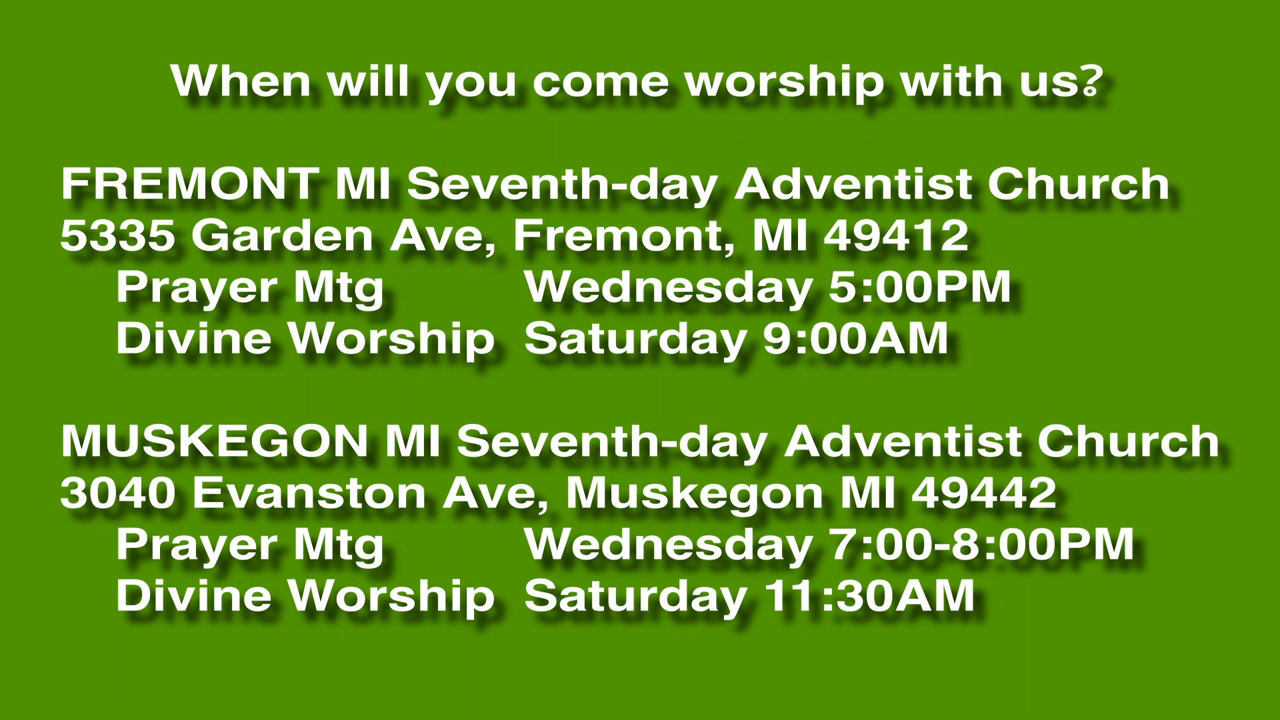 When will you come worship with us?
FREMONT MI Seventh-day Adventist Church
5335 Garden Ave, Fremont, MI 49412
Prayer Mtg Wednesday 5:00PM
Divine Worship Saturday 9:00AM
MUSKEGON MI Seventh-day Adventist Church
3040 Evanston Ave, Muskegon MI 49442
Prayer Mtg Wednesday 7:00-8:00PM
Divine Worship Saturday 11:30AM